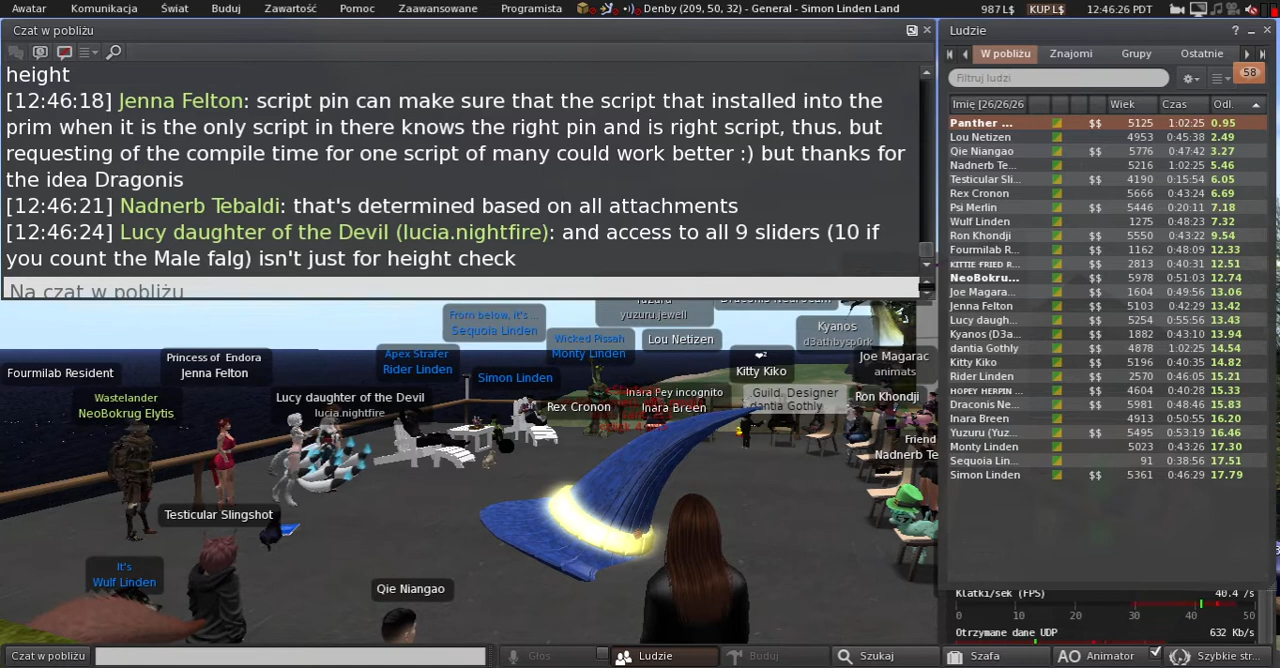 Awatar Komunikacja Świat Buduj Zawartość Pomoc Zaawansowane Programista Denby (209, 50, 32) - General - Simon Linden Land 987 L$ KUP L$ 12:46:26 PDT
Czat w pobliżu
height
[12:46:18] Jenna Felton: script pin can make sure that the script that installed into the
prim when it is the only script in there knows the right pin and is right script, thus. but
requesting of the compile time for one script of many could work better :) but thanks for
the idea Dragonis
[12:46:21] Nadnerb Tebaldi: that's determined based on all attachments
[12:46:24] Lucy daughter of the Devil (lucia.nightfire): and access to all 9 sliders (10 if
you count the Male falg) isn't just for height check
Na czat w pobliżu
Ludzie
W pobliżu Znajomi Grupy Ostatnie
Filtruj ludzi
58
Imię [26/26/26 Wiek Czas Odl.
Panther ... $$ 5125 1:02:25 0.95
Lou Netizen 4953 0:45:38 2.49
Qie Niangao $$ 5776 0:47:42 3.27
Nadnerb Te... 5216 1:02:25 5.46
Testicular Sli... $$ 4190 0:15:54 6.05
Rex Cronon 5666 0:43:24 6.69
Psi Merlin $$ 5446 0:20:11 7.18
Wulf Linden 1275 0:48:23 7.32
Ron Khondji $$ 5550 0:43:22 9.54
Fourmilab R... $$ 1162 0:48:09 12.33
KITTIE FRIED R... $$ 2813 0:40:31 12.51
NeoBokru... $$ 5978 0:51:03 12.74
Joe Magara... $$ 1604 0:49:56 13.06
Jenna Felton $$ 5103 0:42:29 13.42
Lucy daugh... $$ 5254 0:55:56 13.43
Kyanos (D3a... $$ 1882 0:43:06 13.94
dantia Gothly $$ 4878 1:02:25 14.54
Kitty Kiko $$ 5196 0:40:35 14.82
Rider Linden $$ 2570 0:46:05 15.21
HOPEY HERPIN ... $$ 4604 0:40:28 15.33
Draconis Ne... $$ 5981 0:48:46 15.83
Inara Breen 4913 0:50:55 16.20
Yuzuru (Yuz... $$ 5495 0:53:19 16.46
Monty Linden 5023 0:43:26 17.30
Sequoia Lin... 91 0:38:56 17.51
Simon Linden $$ 5361 0:46:29 17.79
yuzuru.jewell
From below, it's ...
Sequoia Linden
Kyanos
d3athbysp0rk
Wicked Pissah
Monty Linden
Lou Netizen
Princess of Endora
Jenna Felton
Apex Strafer
Rider Linden
Joe Magarac
animats
Fourmilab Resident
Kitty Kiko
Simon Linden
Wastelander
NeoBokrug Elytis
Lucy daughter of the Devil
lucia.nightfire
Rex Cronon
Inara Pey incognito
Inara Breen
Guild Designer
dantia Gothly
Ron Khondji
Friend
Nadnerb Te
Testicular Slingshot
It's
Wulf Linden
Qie Niangao
Klatki/sek (FPS) 40.4 /s
0 10 20 30 40 50
Otrzymane dane UDP 632 Kb/s
Czat w pobliżu Głos Ludzie Buduj Szukaj Szafa AO Animator Szybkie str...